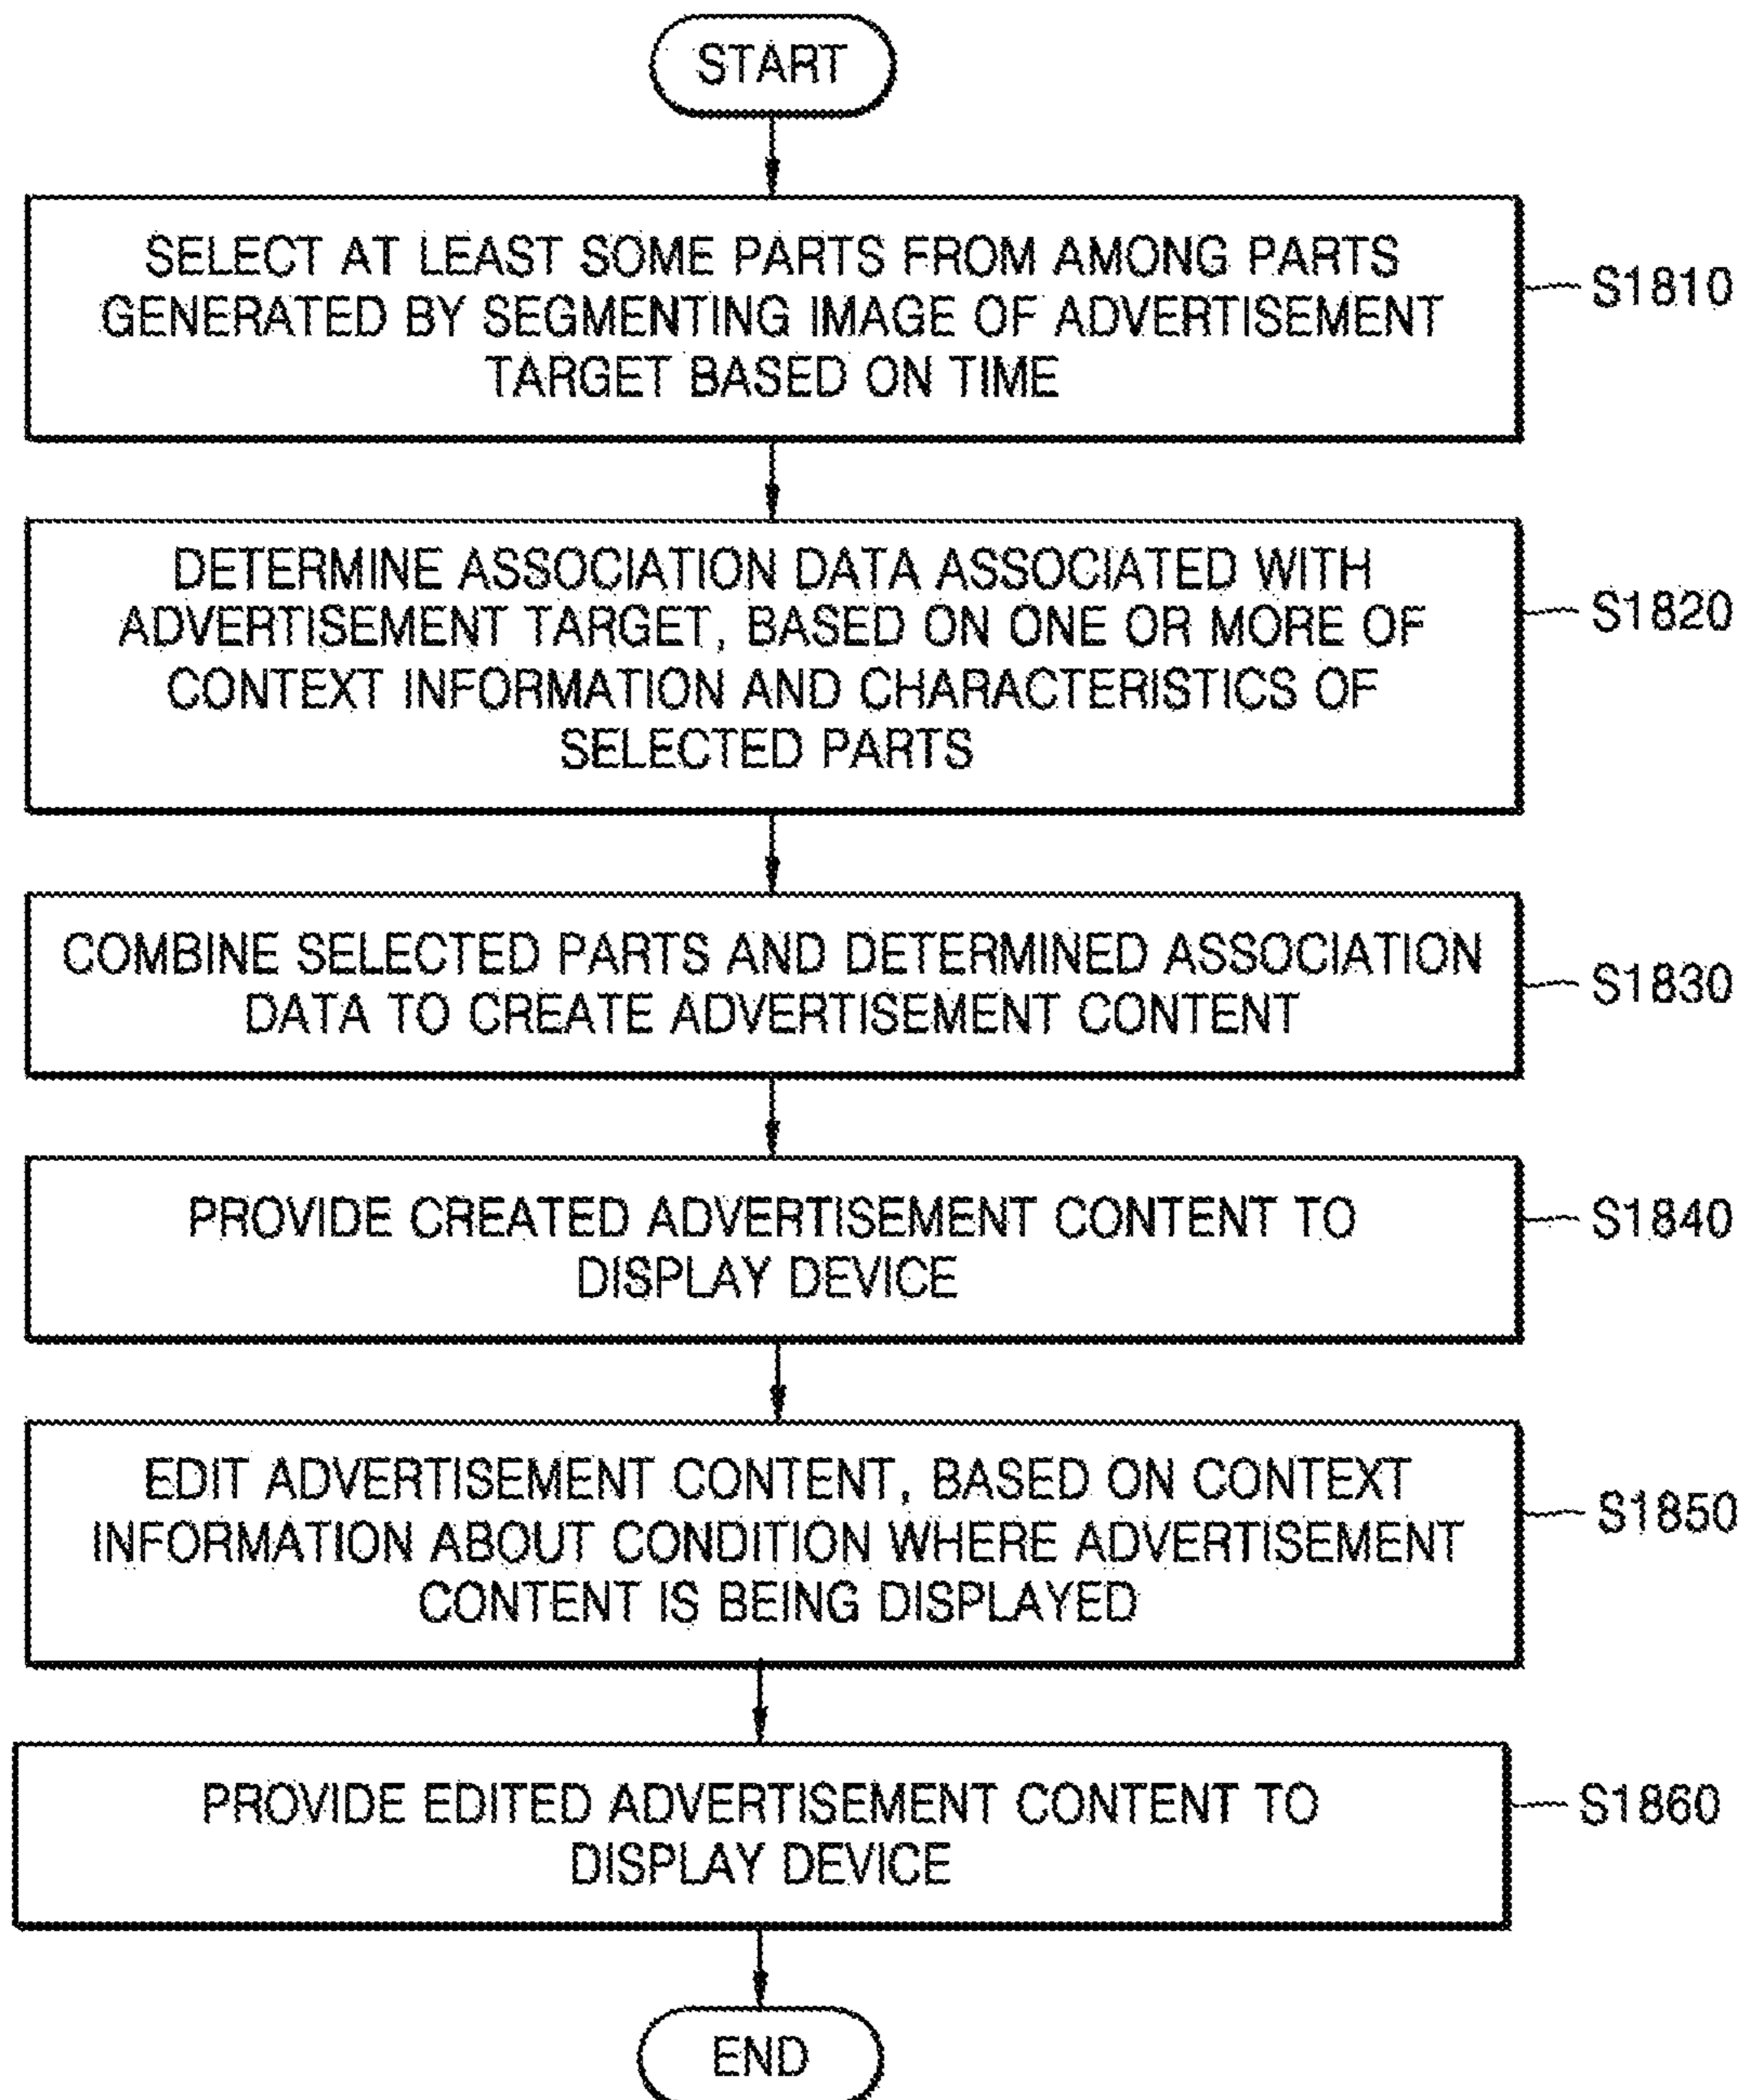 START
SELECT AT LEAST SOME PARTS FROM AMONG PARTS
GENERATED BY SEGMENTING IMAGE OF ADVERTISEMENT
TARGET BASED ON TIME
S1810
DETERMINE ASSOCIATION DATA ASSOCIATED WITH
ADVERTISEMENT TARGET, BASED ON ONE OR MORE OF
CONTEXT INFORMATION AND CHARACTERISTICS OF
SELECTED PARTS
S1820
COMBINE SELECTED PARTS AND DETERMINED ASSOCIATION
DATA TO CREATE ADVERTISEMENT CONTENT
S1830
PROVIDE CREATED ADVERTISEMENT CONTENT TO
DISPLAY DEVICE
S1840
EDIT ADVERTISEMENT CONTENT, BASED ON CONTEXT
INFORMATION ABOUT CONDITION WHERE ADVERTISEMENT
CONTENT IS BEING DISPLAYED
S1850
PROVIDE EDITED ADVERTISEMENT CONTENT TO
DISPLAY DEVICE
S1860
END